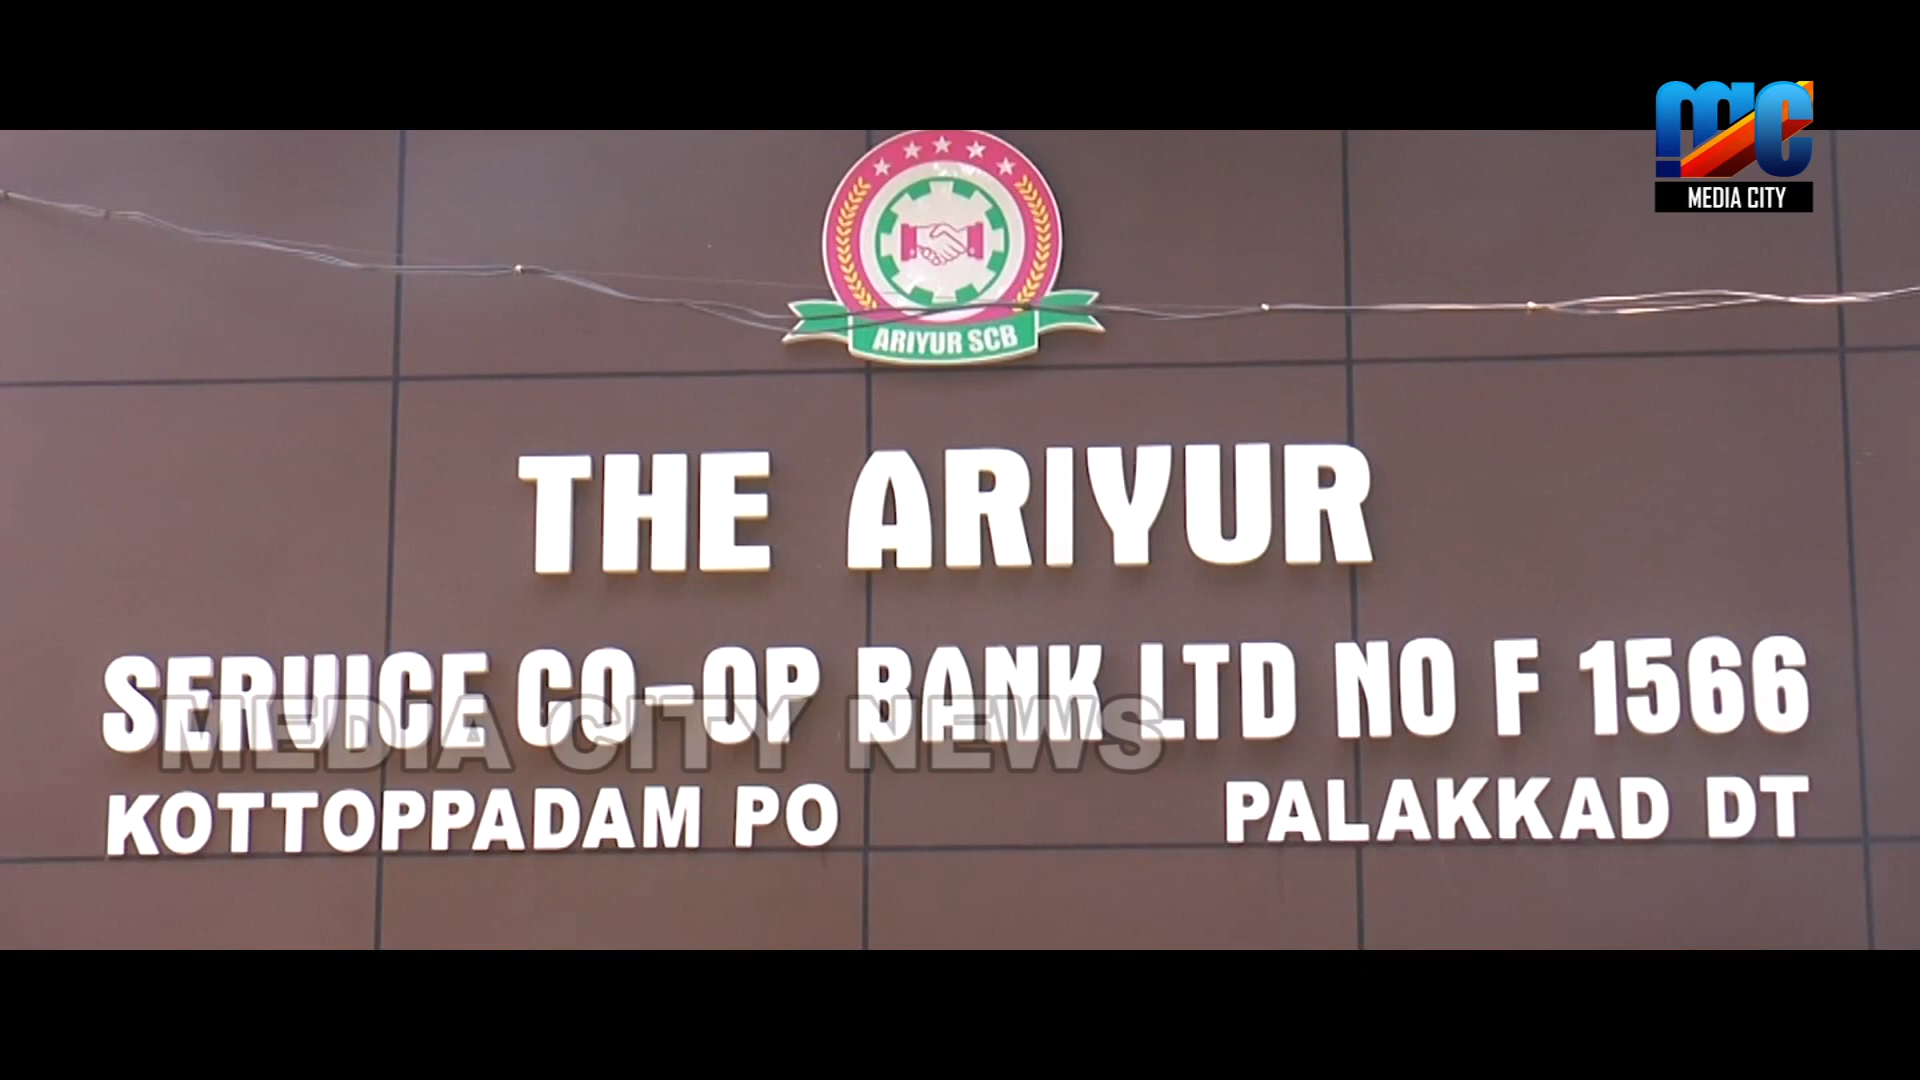 MC
MEDIA CITY
ARIYUR SCB
THE ARIYUR
SERVICE CO-OP BANK LTD NO F 1566
MEDIA CITY NEWS
KOTTOPPADAM PO PALAKKAD DT